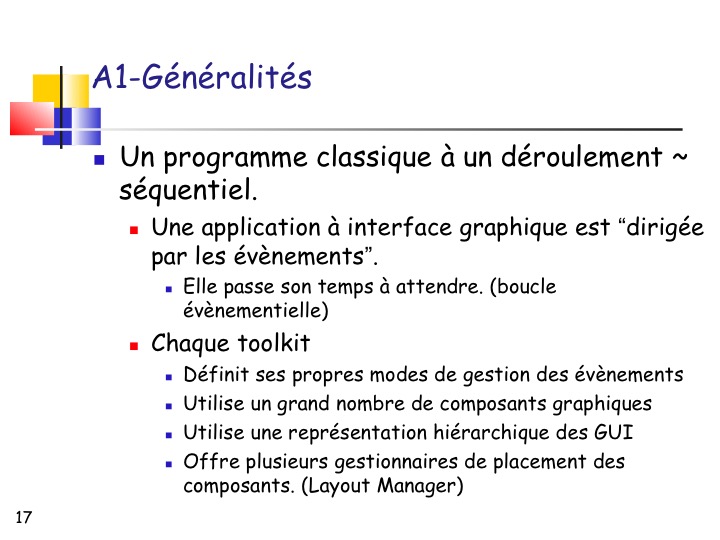 A1-Généralités
Un programme classique à un déroulement ~
séquentiel.
Une application à interface graphique est “dirigée
par les évènements”.
Elle passe son temps à attendre. (boucle
évènementielle)
Chaque toolkit
Définit ses propres modes de gestion des évènements
Utilise un grand nombre de composants graphiques
Utilise une représentation hiérarchique des GUI
Offre plusieurs gestionnaires de placement des
composants. (Layout Manager)
17